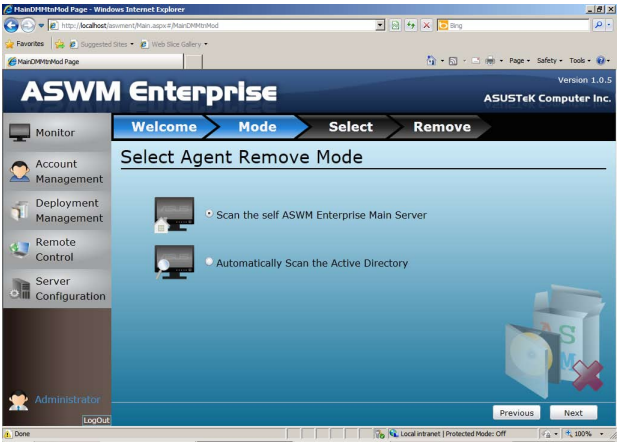 MainDMMtnMod Page - Windows Internet Explorer
http://localhost/aswment/Main.aspx#/MainDMMtnMod
Bing
Favorites
Suggested Sites
Web Slice Gallery
MainDMMtnMod Page
Page
Safety
Tools
Version 1.0.5
ASWM Enterprise
ASUSTeK Computer Inc.
Monitor
Account
Management
Deployment
Management
Remote
Control
Server
Configuration
Administrator
LogOut
Welcome
Mode
Select
Remove
Select Agent Remove Mode
Scan the self ASWM Enterprise Main Server
Automatically Scan the Active Directory
Previous
Next
Done
Local intranet | Protected Mode: Off
100%